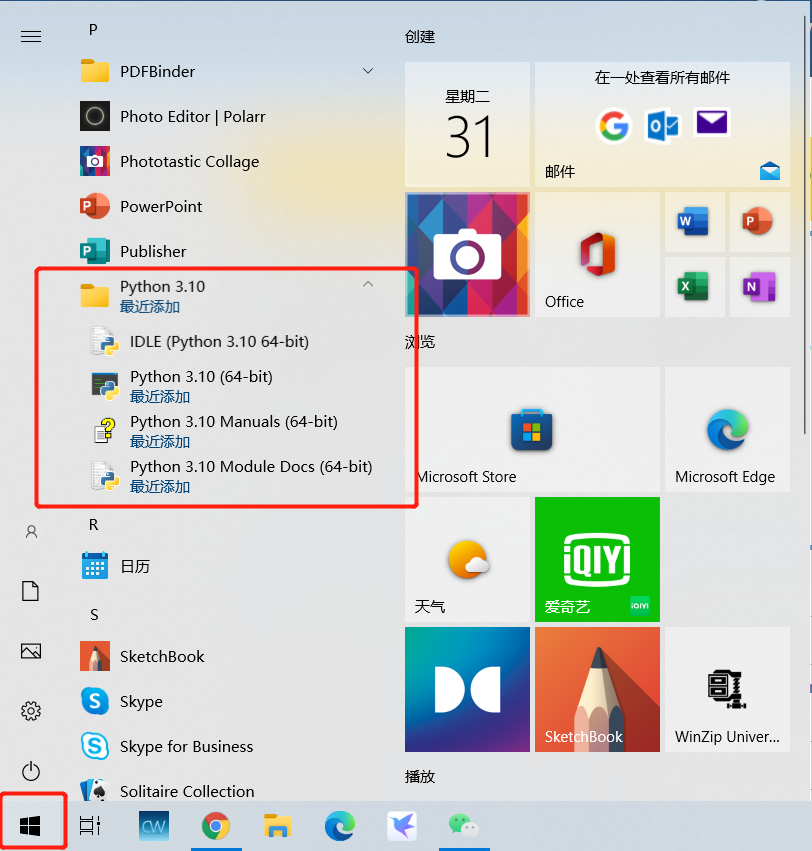 P
PDFBinder
Photo Editor | Polarr
Phototastic Collage
PowerPoint
Publisher
Python 3.10
最近添加
IDLE (Python 3.10 64-bit)
Python 3.10 (64-bit)
最近添加
Python 3.10 Manuals (64-bit)
最近添加
Python 3.10 Module Docs (64-bit)
最近添加
R
日历
S
SketchBook
Skype
Skype for Business
Solitaire Collection
创建
星期二
31
在一处查看所有邮件
邮件
Office
浏览
Microsoft Store
Microsoft Edge
天气
iQIYI
爱奇艺
iQIYI
SketchBook
WinZip Univer...
播放
CW